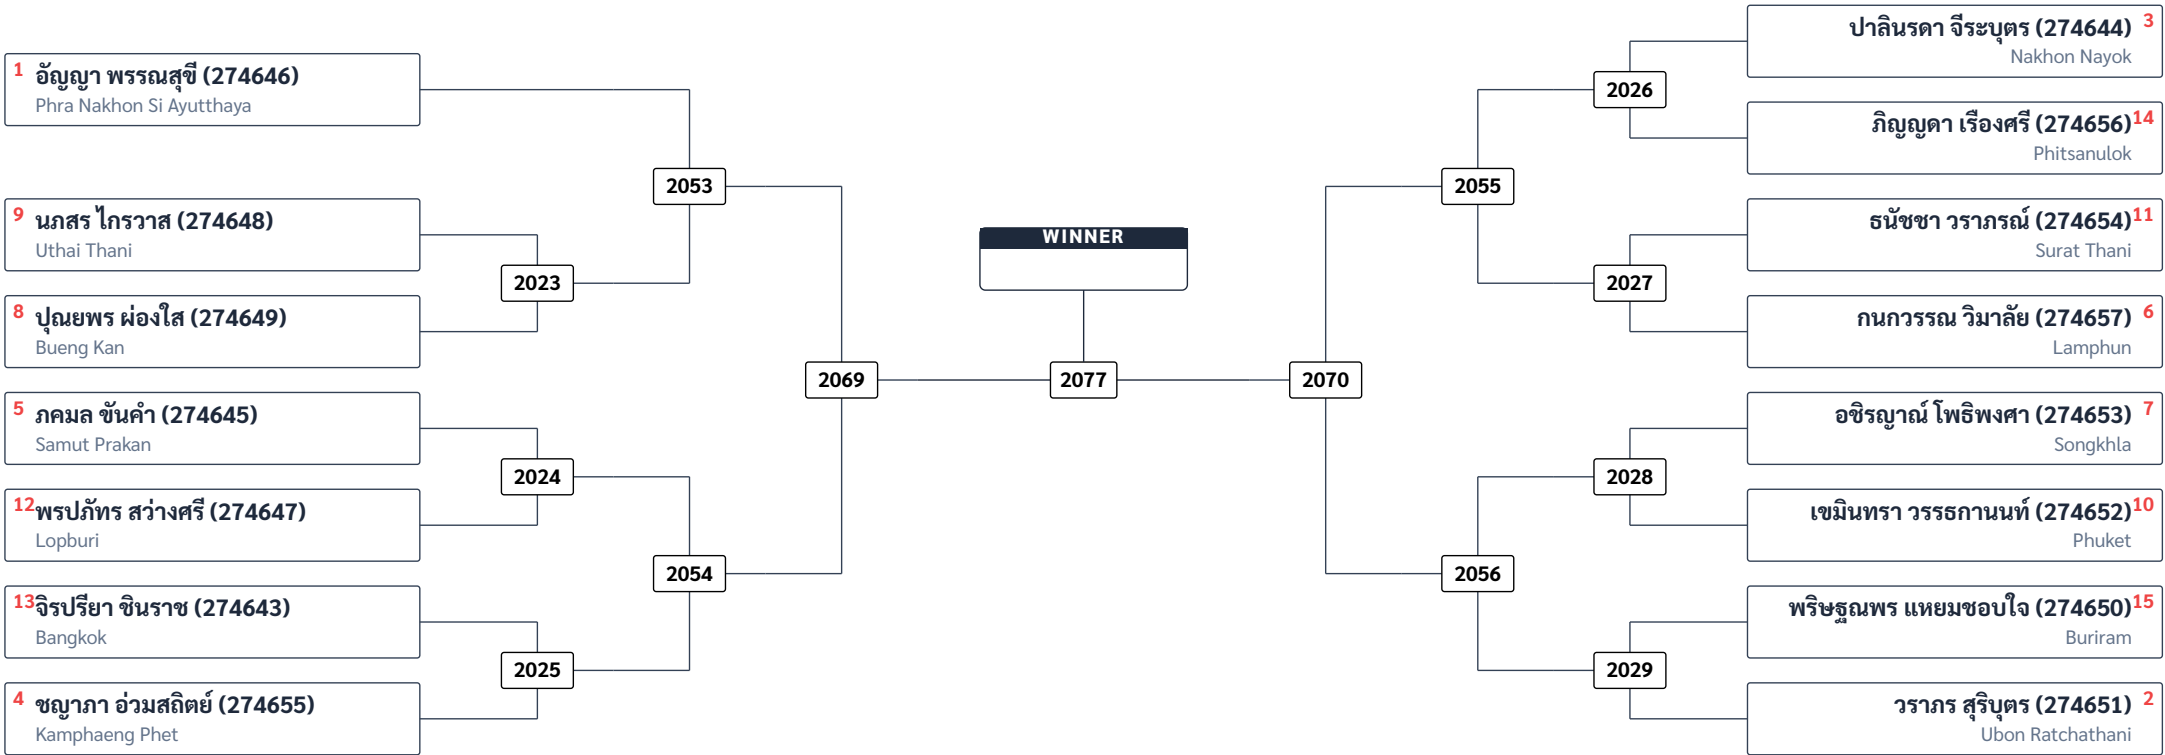 1 อัญญา พรรณสุขี (274646)
Phra Nakhon Si Ayutthaya
9 นภสร ไกรวาส (274648)
Uthai Thani
8 ปุณยพร ผ่องใส (274649)
Bueng Kan
5 ภคมล ขันคำ (274645)
Samut Prakan
12 พรปภัทร สว่างศรี (274647)
Lopburi
13 จิรปรียา ชินราช (274643)
Bangkok
4 ชญาภา อ่วมสถิตย์ (274655)
Kamphaeng Phet
2023
2024
2025
2053
2054
2069
WINNER
2077
2070
2055
2056
2026
2027
2028
2029
ปาลินรดา จีระบุตร (274644) 3
Nakhon Nayok
ภิญญดา เรืองศรี (274656) 14
Phitsanulok
ธนัชชา วราภรณ์ (274654) 11
Surat Thani
กนกวรรณ วิมาลัย (274657) 6
Lamphun
อชิรญาณ์ โพธิพงศา (274653) 7
Songkhla
เขมินทรา วรรธกานนท์ (274652) 10
Phuket
พริษฐณพร แหยมชอบใจ (274650) 15
Buriram
วราภร สุริบุตร (274651) 2
Ubon Ratchathani